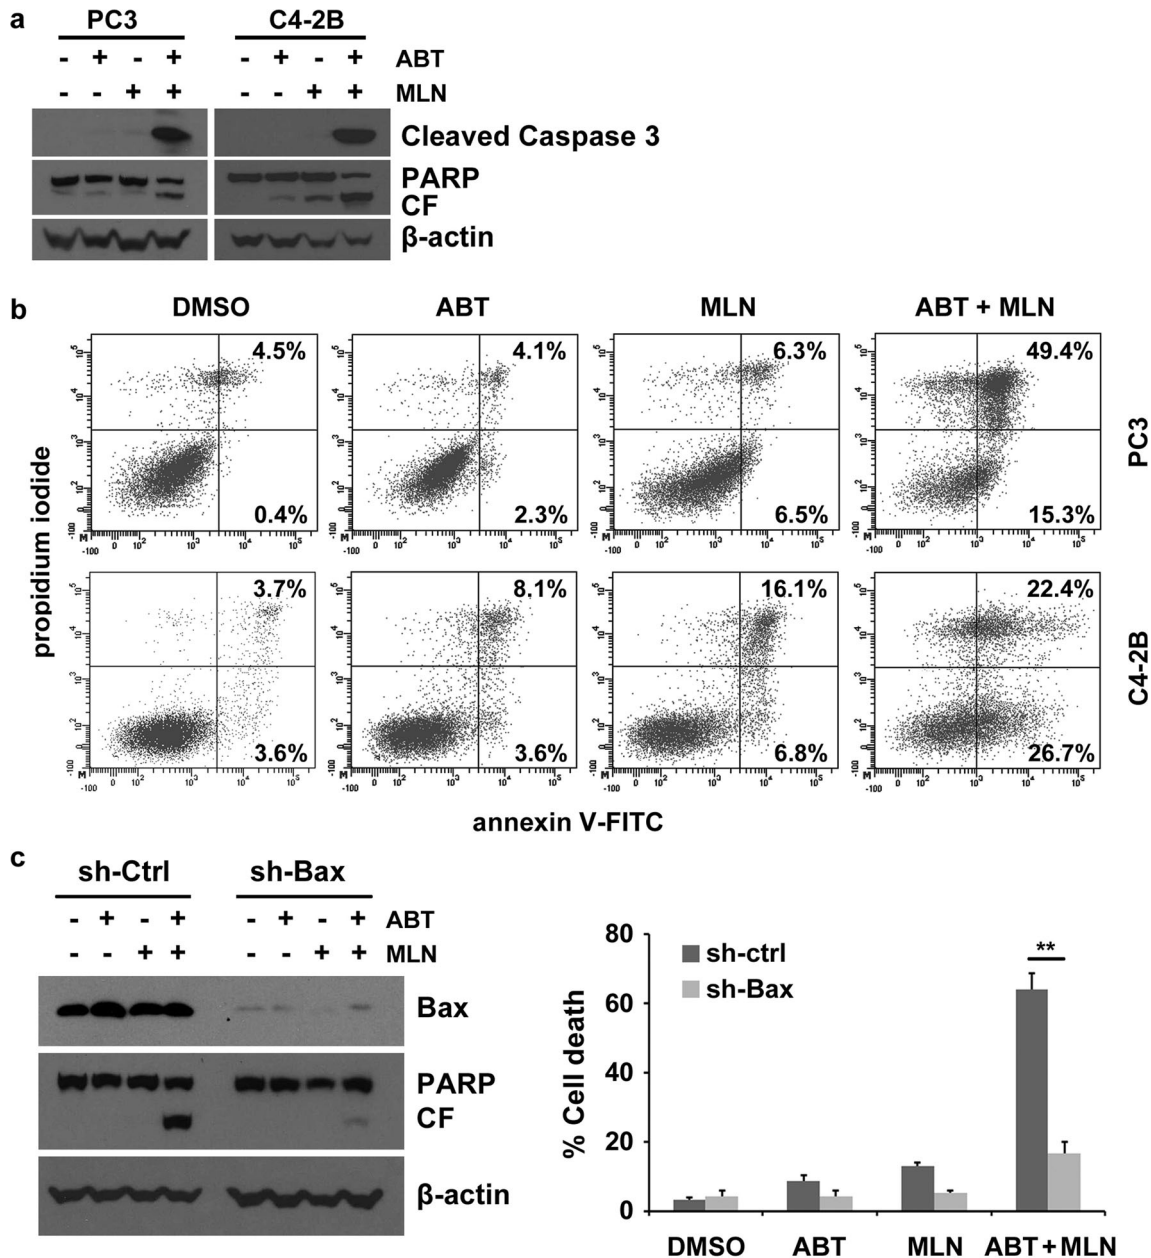 a
PC3 C4-2B
- + - + - + - + ABT
- - + + - - + + MLN
Cleaved Caspase 3
PARP
CF
β-actin
b
DMSO ABT MLN ABT + MLN
propidium iodide
4.5% 4.1% 6.3% 49.4%
0.4% 2.3% 6.5% 15.3%
PC3
3.7% 8.1% 16.1% 22.4%
3.6% 3.6% 6.8% 26.7%
C4-2B
annexin V-FITC
c
sh-Ctrl sh-Bax
- + - + - + - + ABT
- - + + - - + + MLN
Bax
PARP
CF
β-actin
% Cell death
80
60
40
20
0
sh-ctrl
sh-Bax
**
DMSO ABT MLN ABT + MLN